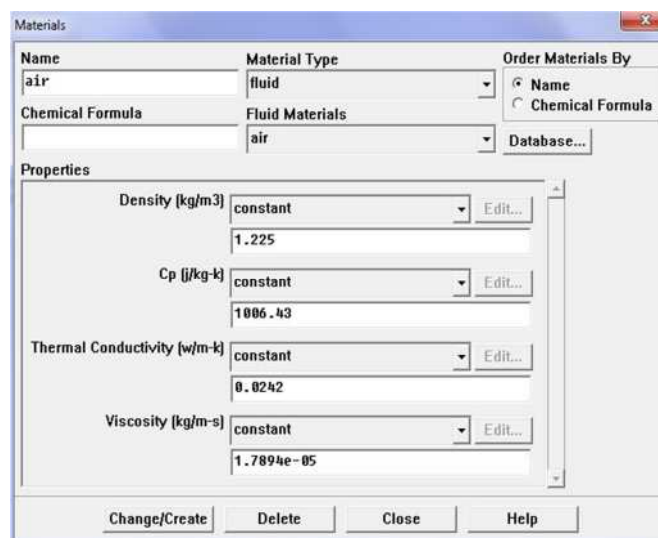 Materials
Name
Material Type
Order Materials By
air
fluid
Name
Chemical Formula
Chemical Formula
Fluid Materials
air
Database...
Properties
Density (kg/m3)
constant
Edit...
1.225
Cp (j/kg-k)
constant
Edit...
1006.43
Thermal Conductivity (w/m-k)
constant
Edit...
0.0242
Viscosity (kg/m-s)
constant
Edit...
1.7894e-05
Change/Create
Delete
Close
Help